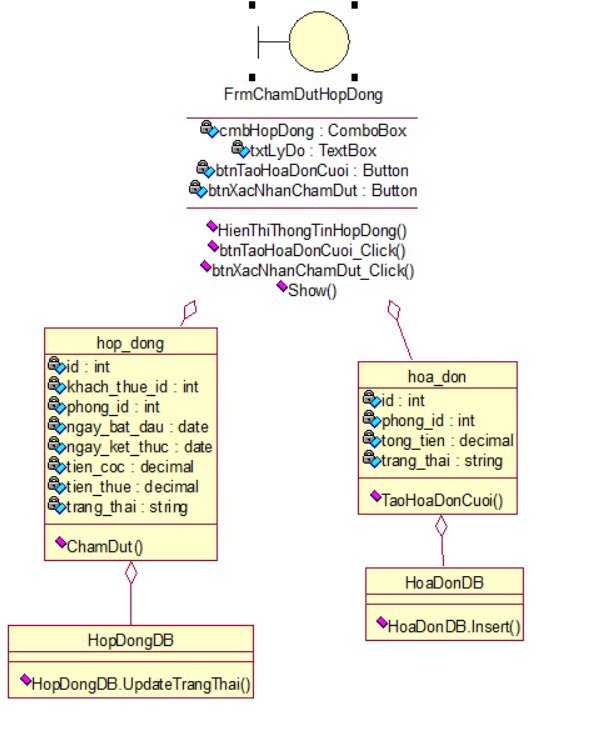 FrmChamDutHopDong
cmbHopDong : ComboBox
txtLyDo : TextBox
btnTaoHoaDonCuoi : Button
btnXacNhanChamDut : Button
HienThiThongTinHopDong()
btnTaoHoaDonCuoi_Click()
btnXacNhanChamDut_Click()
Show()
hop_dong
id : int
khach_thue_id : int
phong_id : int
ngay_bat_dau : date
ngay_ket_thuc : date
tien_coc : decimal
tien_thue : decimal
trang_thai : string
ChamDut()
hoa_don
id : int
phong_id : int
tong_tien : decimal
trang_thai : string
TaoHoaDonCuoi()
HopDongDB
HopDongDB.UpdateTrangThai()
HoaDonDB
HoaDonDB.Insert()